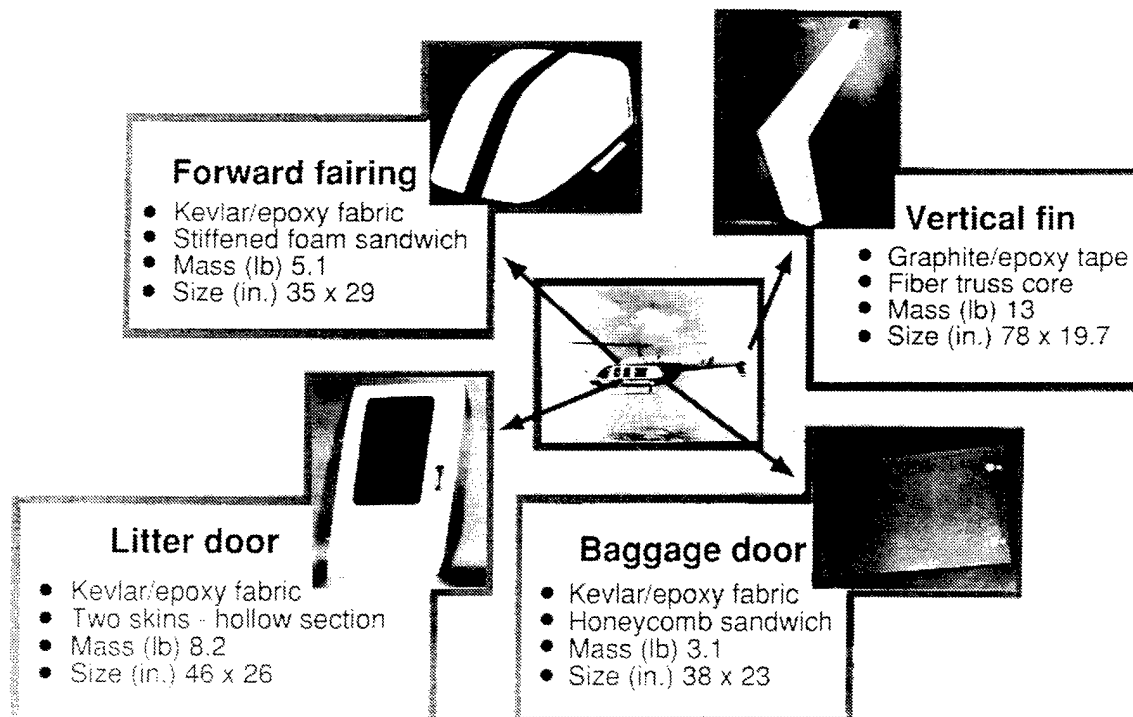 Forward fairing
● Kevlar/epoxy fabric
● Stiffened foam sandwich
● Mass (lb) 5.1
● Size (in.) 35 x 29
Vertical fin
● Graphite/epoxy tape
● Fiber truss core
● Mass (lb) 13
● Size (in.) 78 x 19.7
Litter door
● Kevlar/epoxy fabric
● Two skins - hollow section
● Mass (lb) 8.2
● Size (in.) 46 x 26
Baggage door
● Kevlar/epoxy fabric
● Honeycomb sandwich
● Mass (lb) 3.1
● Size (in.) 38 x 23